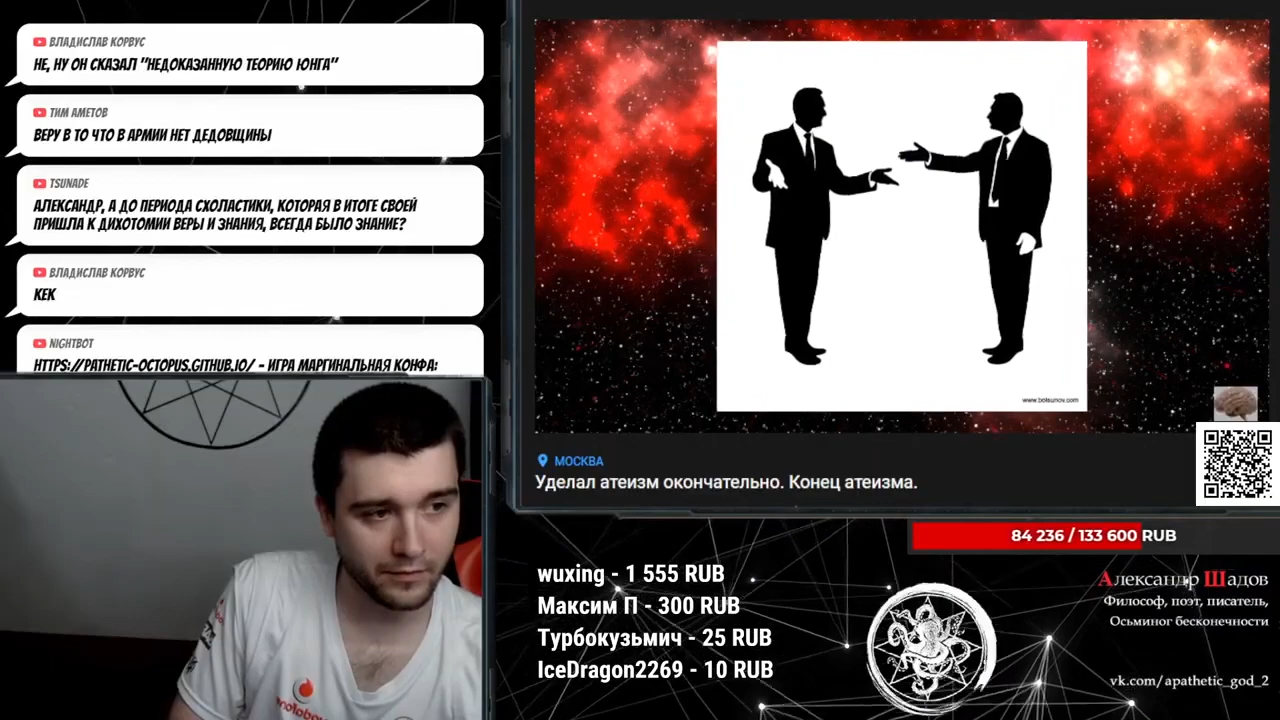 ВЛАДИСЛАВ КОРВУС
НЕ, НУ ОН СКАЗАЛ "НЕДОКАЗАННУЮ ТЕОРИЮ ЮНГА"
ТИМ АМЕТОВ
ВЕРУ В ТО ЧТО В АРМИИ НЕТ ДЕДОВЩИНЫ
TSUNADE
АЛЕКСАНДР, А ДО ПЕРИОДА СХОЛАСТИКИ, КОТОРАЯ В ИТОГЕ СВОЕЙ
ПРИШЛА К ДИХОТОМИИ ВЕРЫ И ЗНАНИЯ, ВСЕГДА БЫЛО ЗНАНИЕ?
ВЛАДИСЛАВ КОРВУС
КЕК
NIGHTBOT
HTTPS://PATHETIC-OCTOPUS.GITHUB.IO/ - ИГРА МАРГИНАЛЬНАЯ КОНФА:
www.bolsunov.com
МОСКВА
Уделал атеизм окончательно. Конец атеизма.
84 236 / 133 600 RUB
wuxing - 1 555 RUB
Максим П - 300 RUB
Турбокузьмич - 25 RUB
IceDragon2269 - 10 RUB
Александр Шадов
Философ, поэт, писатель,
Осьминог бесконечности
vk.com/apathetic_god_2